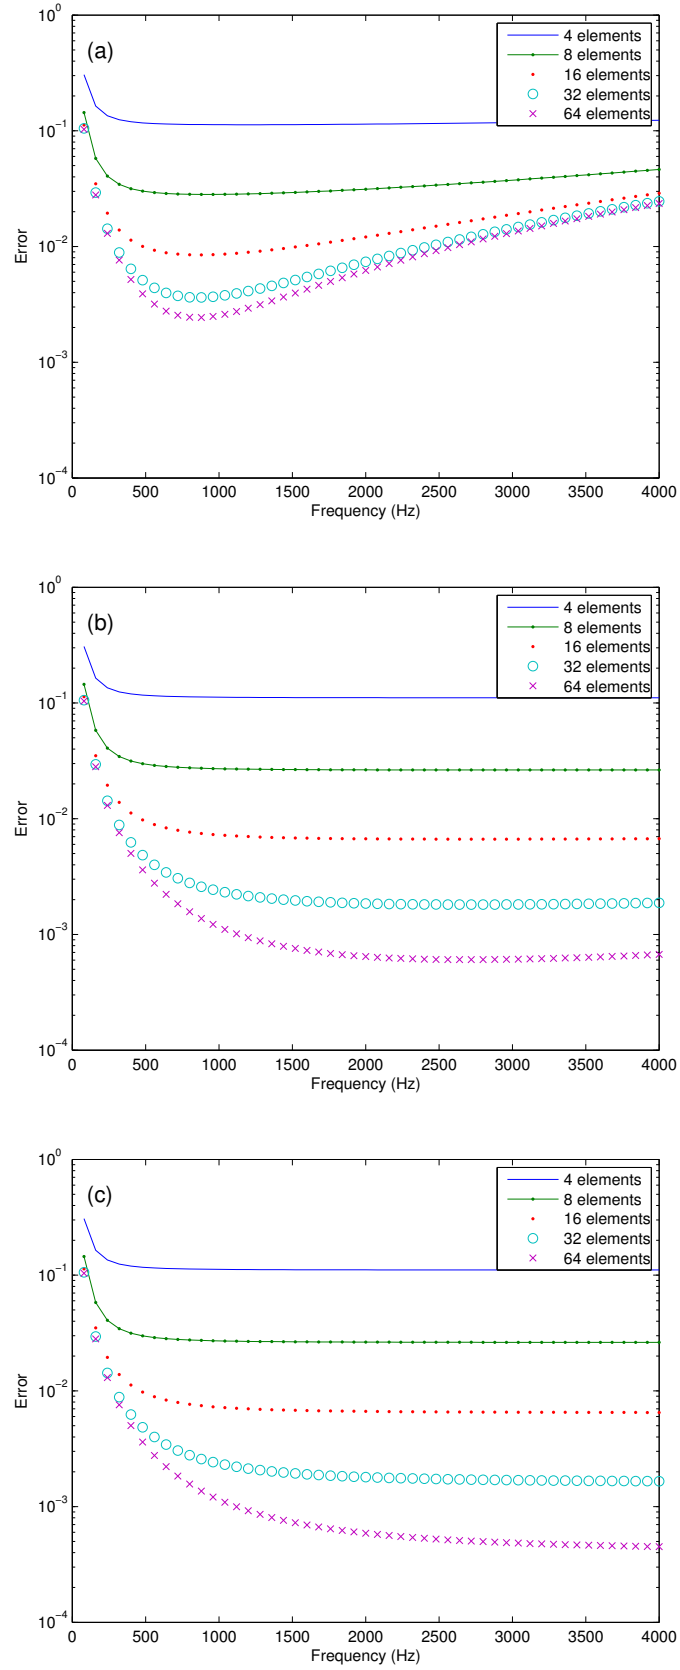 10^0
(a)
4 elements
8 elements
16 elements
32 elements
64 elements
10^-1
Error
10^-2
10^-3
10^-4
0 500 1000 1500 2000 2500 3000 3500 4000
Frequency (Hz)
10^0
(b)
4 elements
8 elements
16 elements
32 elements
64 elements
10^-1
Error
10^-2
10^-3
10^-4
0 500 1000 1500 2000 2500 3000 3500 4000
Frequency (Hz)
10^0
(c)
4 elements
8 elements
16 elements
32 elements
64 elements
10^-1
Error
10^-2
10^-3
10^-4
0 500 1000 1500 2000 2500 3000 3500 4000
Frequency (Hz)